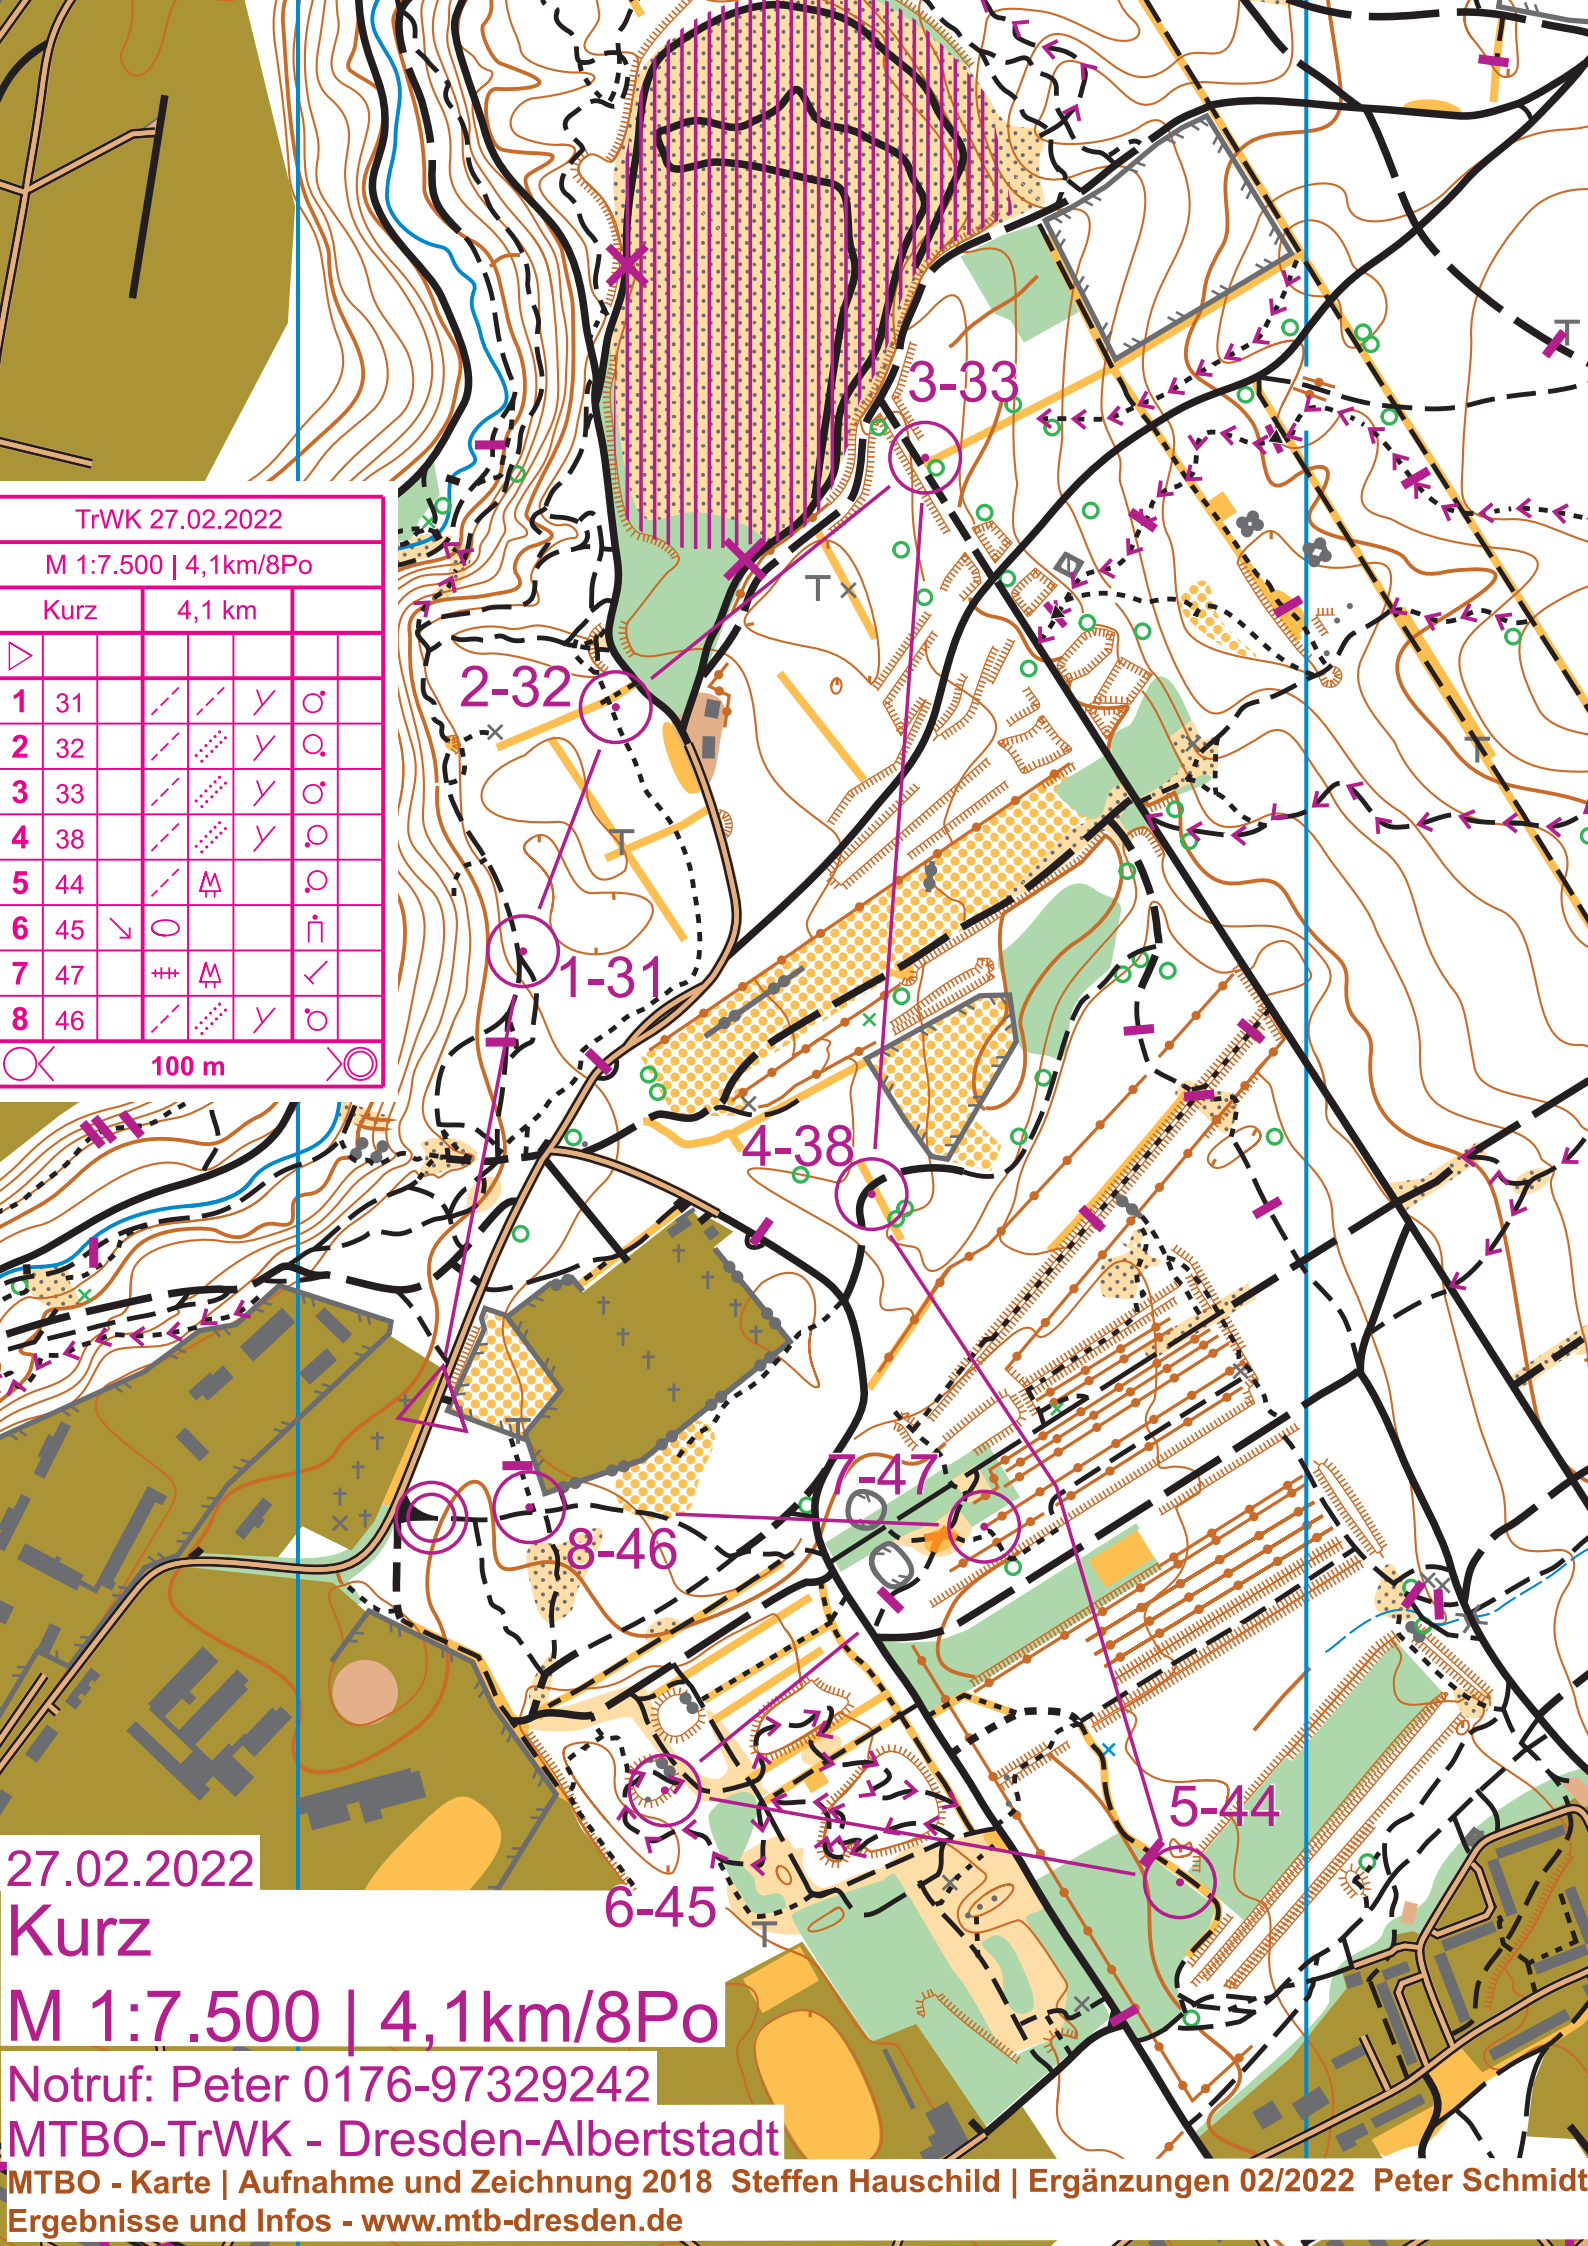 3-33
TrWK 27.02.2022
M 1:7.500 | 4,1km/8Po
Kurz 4,1 km
1 31
2 32
3 33
4 38
5 44
6 45
7 47
8 46
100 m
2-32
1-31
4-38
7-47
8-46
5-44
6-45
27.02.2022
Kurz
M 1:7.500 | 4,1km/8Po
Notruf: Peter 0176-97329242
MTBO-TrWK - Dresden-Albertstadt
MTBO - Karte | Aufnahme und Zeichnung 2018 Steffen Hauschild | Ergänzungen 02/2022 Peter Schmidt
Ergebnisse und Infos - www.mtb-dresden.de